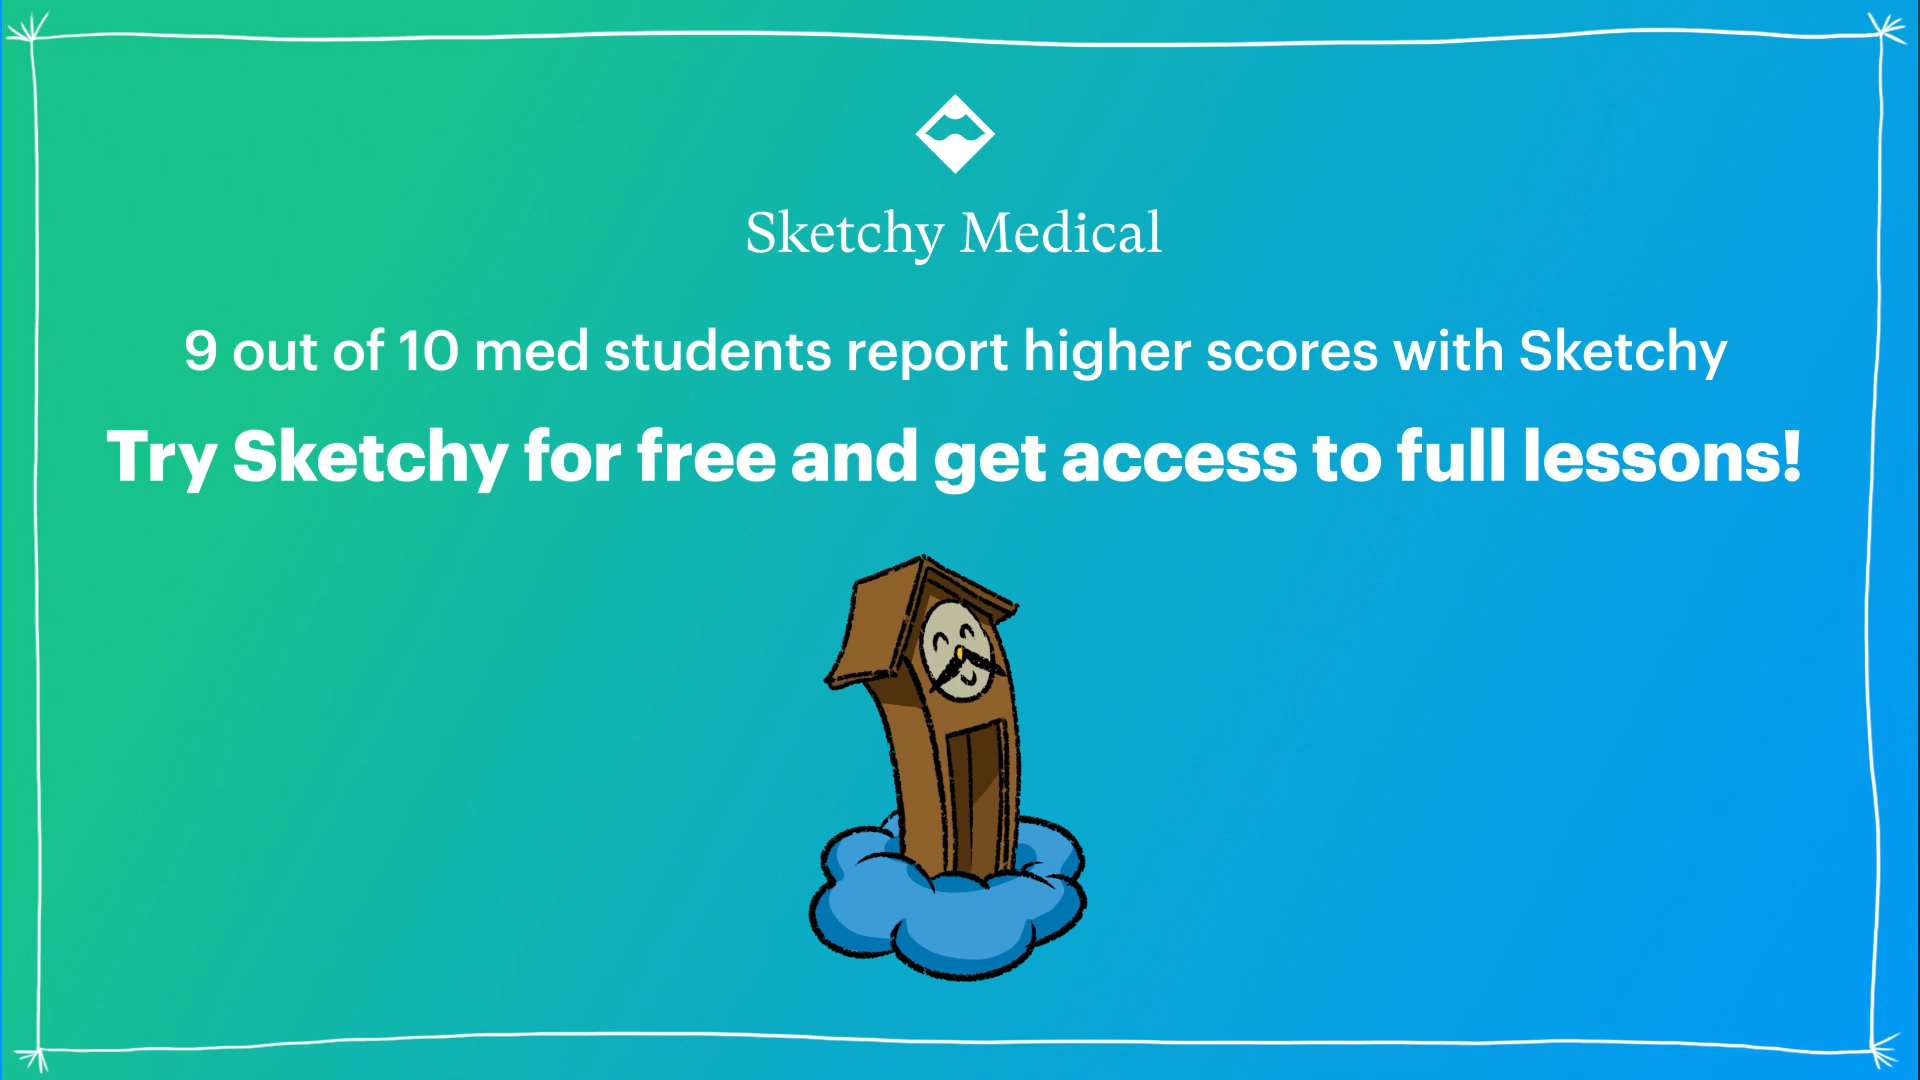 Sketchy Medical
9 out of 10 med students report higher scores with Sketchy
Try Sketchy for free and get access to full lessons!